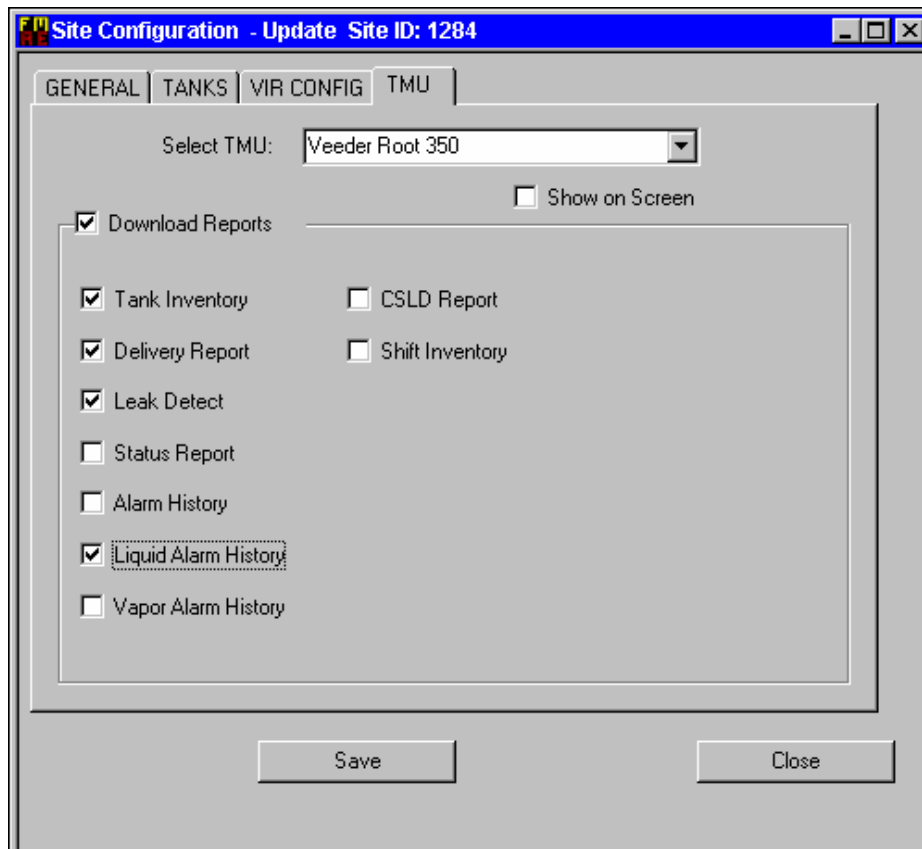 FURE Site Configuration - Update Site ID: 1284
GENERAL TANKS VIR CONFIG TMU
Select TMU: Veeder Root 350
Show on Screen
Download Reports
Tank Inventory CSLD Report
Delivery Report Shift Inventory
Leak Detect
Status Report
Alarm History
Liquid Alarm History
Vapor Alarm History
Save Close